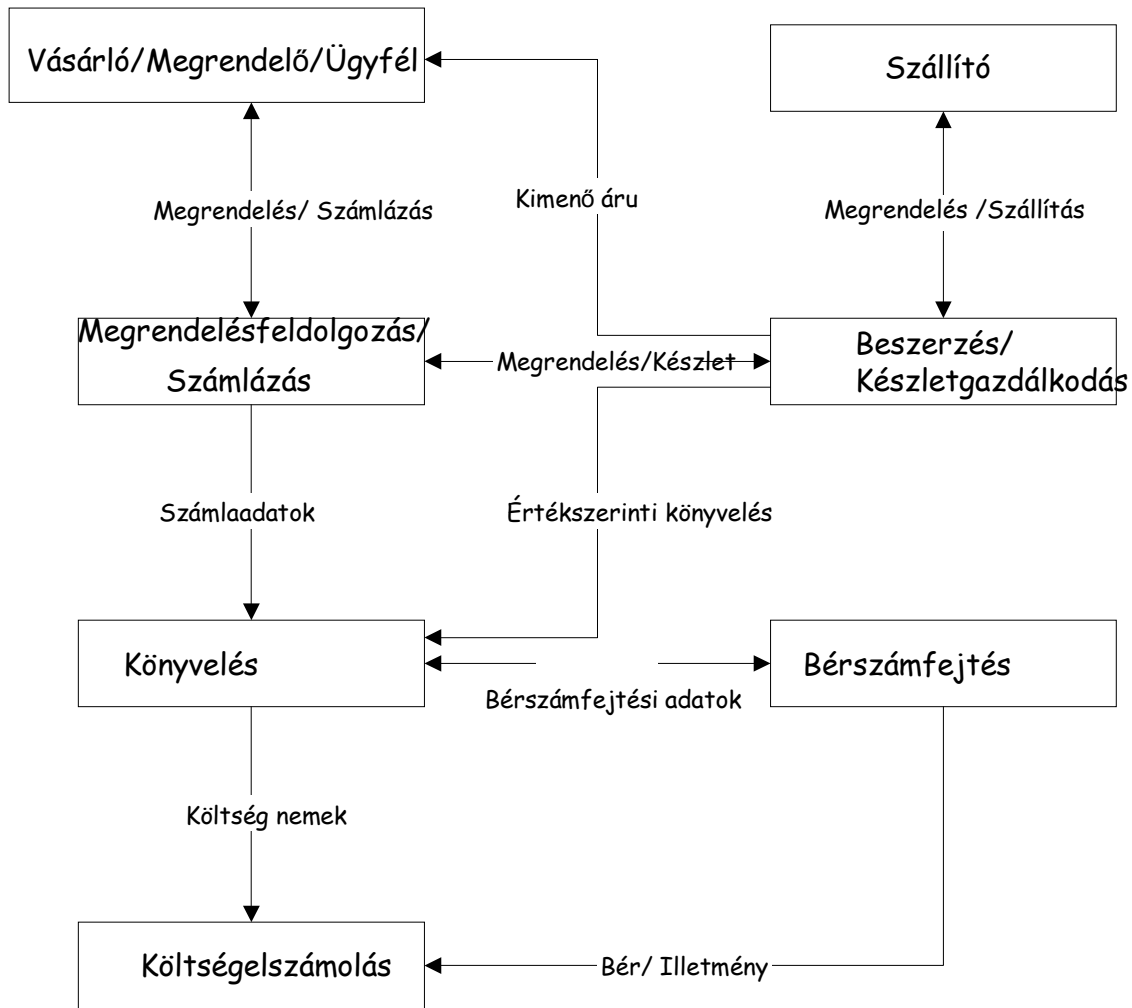 Vásárló/Megrendelő/Ügyfél
Szállító
Kimenő áru
Megrendelés/ Számlázás
Megrendelés /Szállítás
Megrendelésfeldolgozás/
Számlázás
Megrendelés/Készlet
Beszerzés/
Készletgazdálkodás
Számlaadatok
Értékszerinti könyvelés
Könyvelés
Bérszámfejtés
Bérszámfejtési adatok
Költség nemek
Költségelszámolás
Bér/ Illetmény